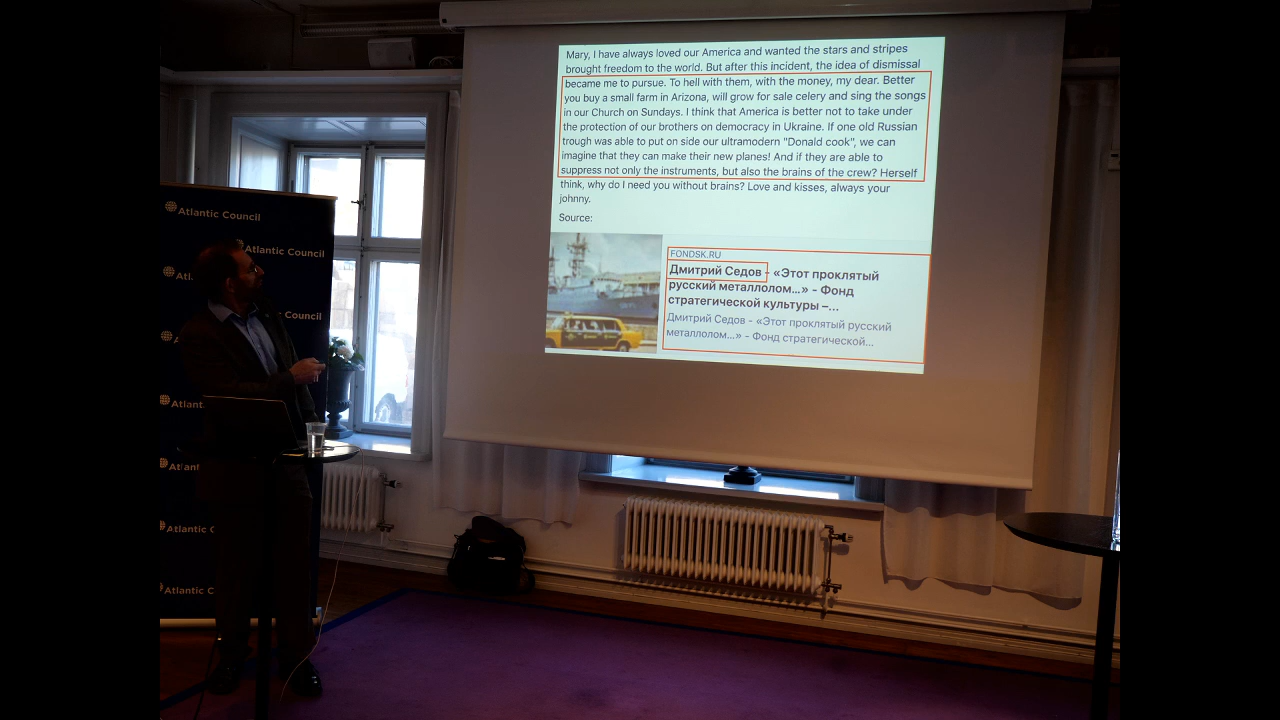 Mary, I have always loved our America and wanted the stars and stripes
brought freedom to the world. But after this incident, the idea of dismissal
became me to pursue. To hell with them, with the money, my dear. Better
you buy a small farm in Arizona, will grow for sale celery and sing the songs
in our Church on Sundays. I think that America is better not to take under
the protection of our brothers on democracy in Ukraine. If one old Russian
trough was able to put on side our ultramodern "Donald cook", we can
imagine that they can make their new planes! And if they are able to
suppress not only the instruments, but also the brains of the crew? Herself
think, why do I need you without brains? Love and kisses, always your
johnny.
Source:
FONDSK.RU
Дмитрий Седов - «Этот проклятый
русский металлолом...» - Фонд
стратегической культуры –...
Дмитрий Седов - «Этот проклятый русский
металлолом...» - Фонд стратегической...
Atlantic Council
Atlantic Council
Atl
Council
A
Atlant
Atlant
Atlantic C
Atlantic C